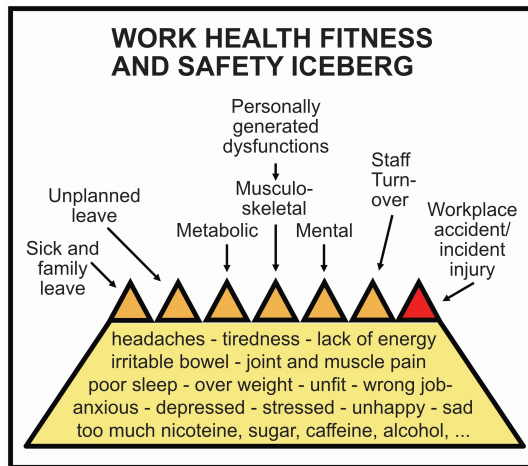 WORK HEALTH FITNESS
AND SAFETY ICEBERG
Personally
generated
dysfunctions
Staff
Turn-
over
Unplanned
leave
Musculo-
skeletal
Metabolic
Mental
Workplace
accident/
incident
injury
Sick and
family
leave
headaches - tiredness - lack of energy
irritable bowel - joint and muscle pain
poor sleep - over weight - unfit - wrong job-
anxious - depressed - stressed - unhappy - sad
too much nicoteine, sugar, caffeine, alcohol, ...